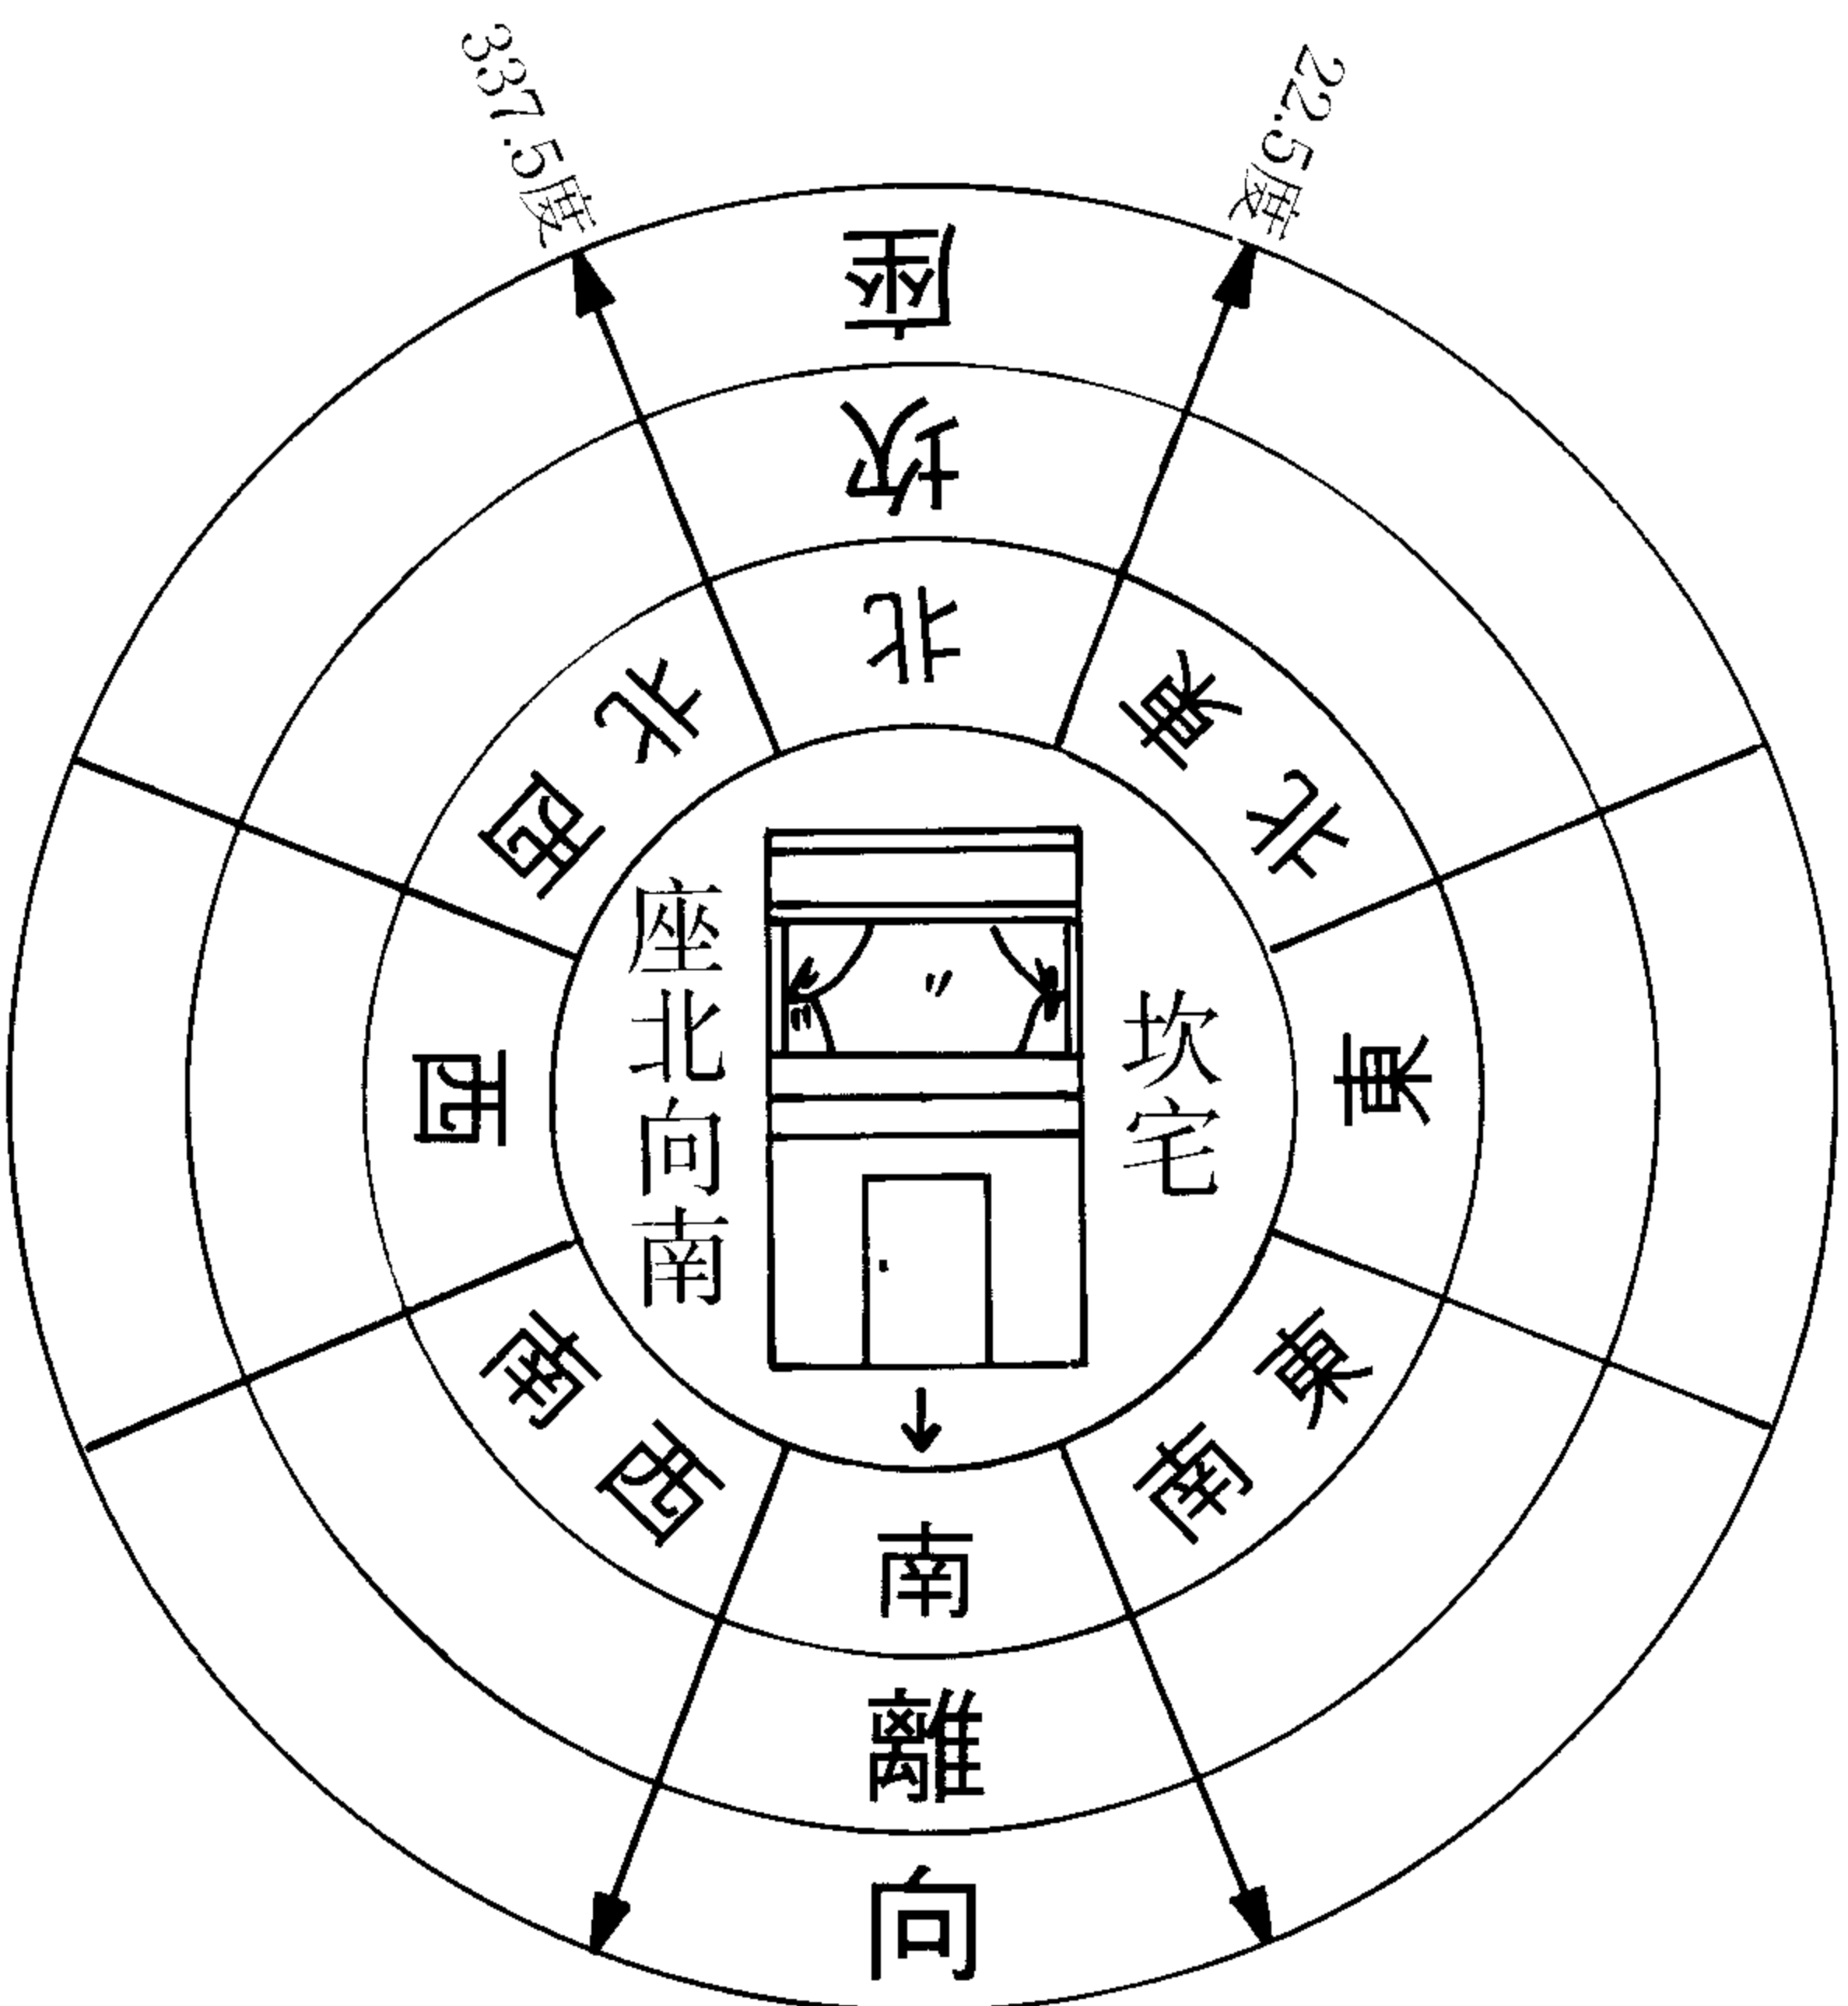 337.5度
22.5度
座
坎
北
東北
東
東南
南
離
向
西南
西
西北
座北向南
坎宅